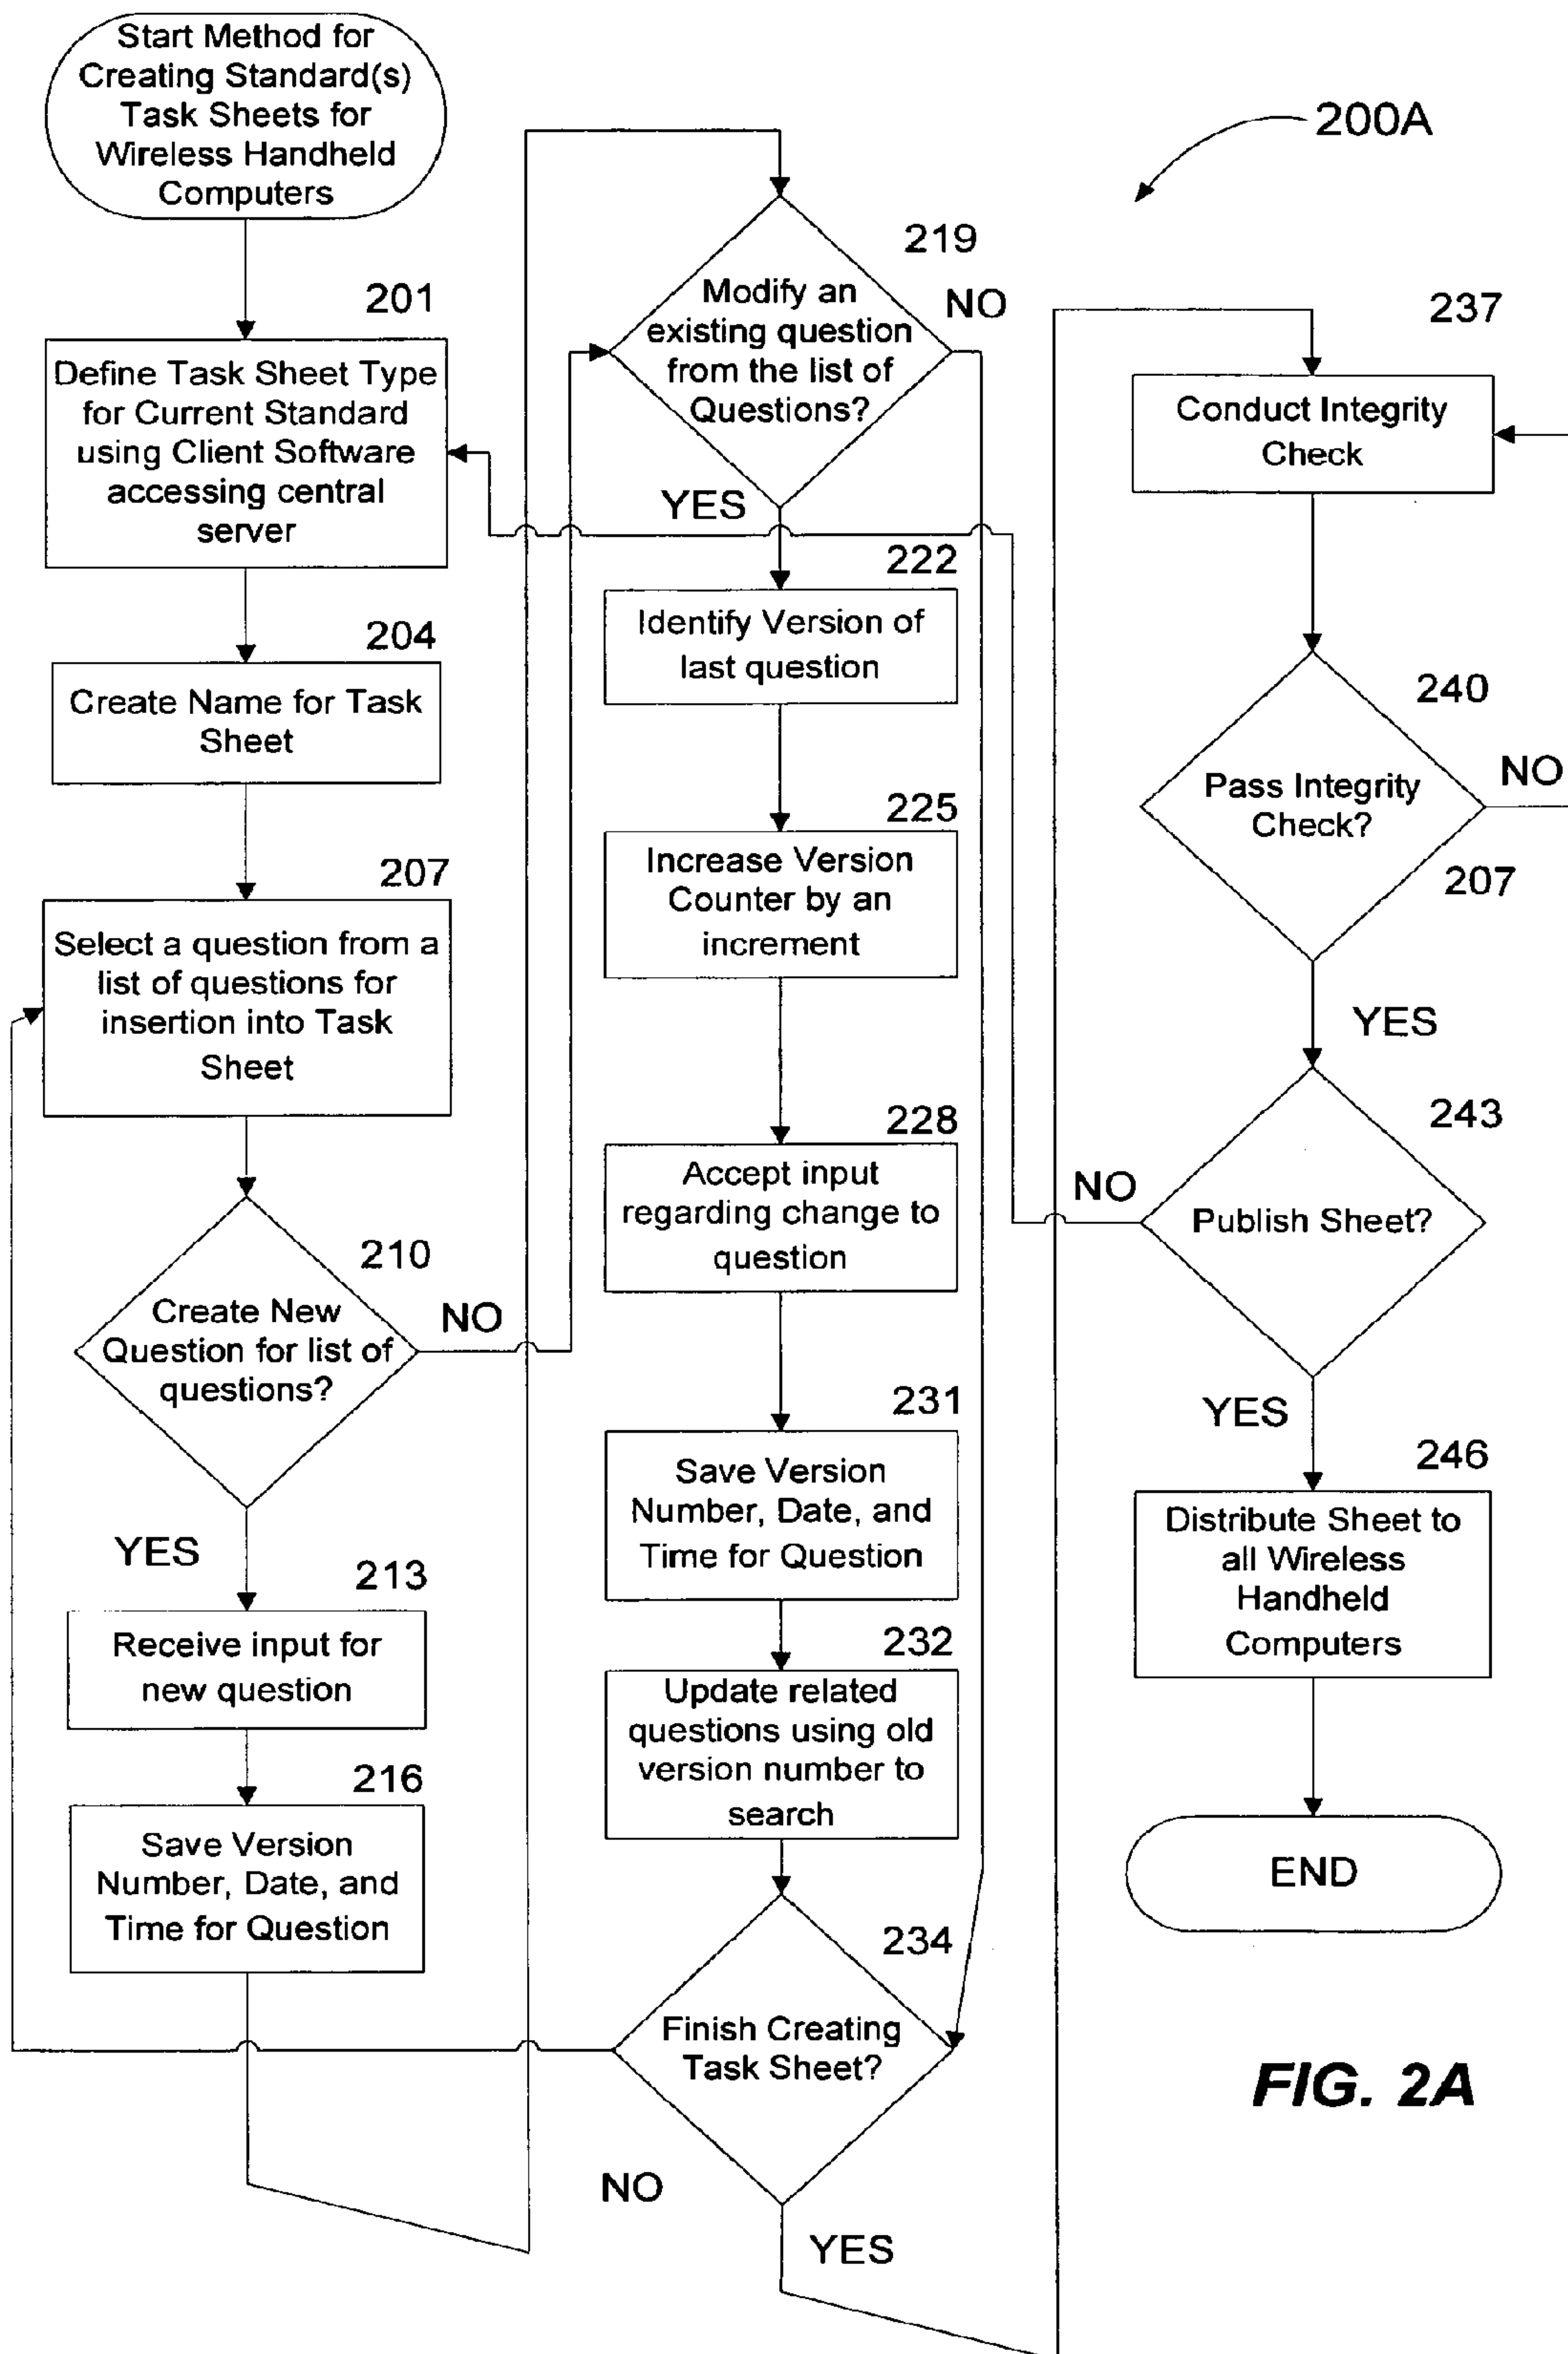 Start Method for
Creating Standard(s)
Task Sheets for
Wireless Handheld
Computers
201
Define Task Sheet Type
for Current Standard
using Client Software
accessing central
server
204
Create Name for Task
Sheet
207
Select a question from a
list of questions for
insertion into Task
Sheet
210
Create New
Question for list of
questions?
NO
YES
213
Receive input for
new question
216
Save Version
Number, Date, and
Time for Question
219
Modify an
existing question
from the list of
Questions?
NO
YES
222
Identify Version of
last question
225
Increase Version
Counter by an
increment
228
Accept input
regarding change to
question
231
Save Version
Number, Date, and
Time for Question
232
Update related
questions using old
version number to
search
234
Finish Creating
Task Sheet?
NO
YES
200A
237
Conduct Integrity
Check
240
Pass Integrity
Check?
NO
207
YES
243
Publish Sheet?
NO
YES
246
Distribute Sheet to
all Wireless
Handheld
Computers
END
FIG. 2A